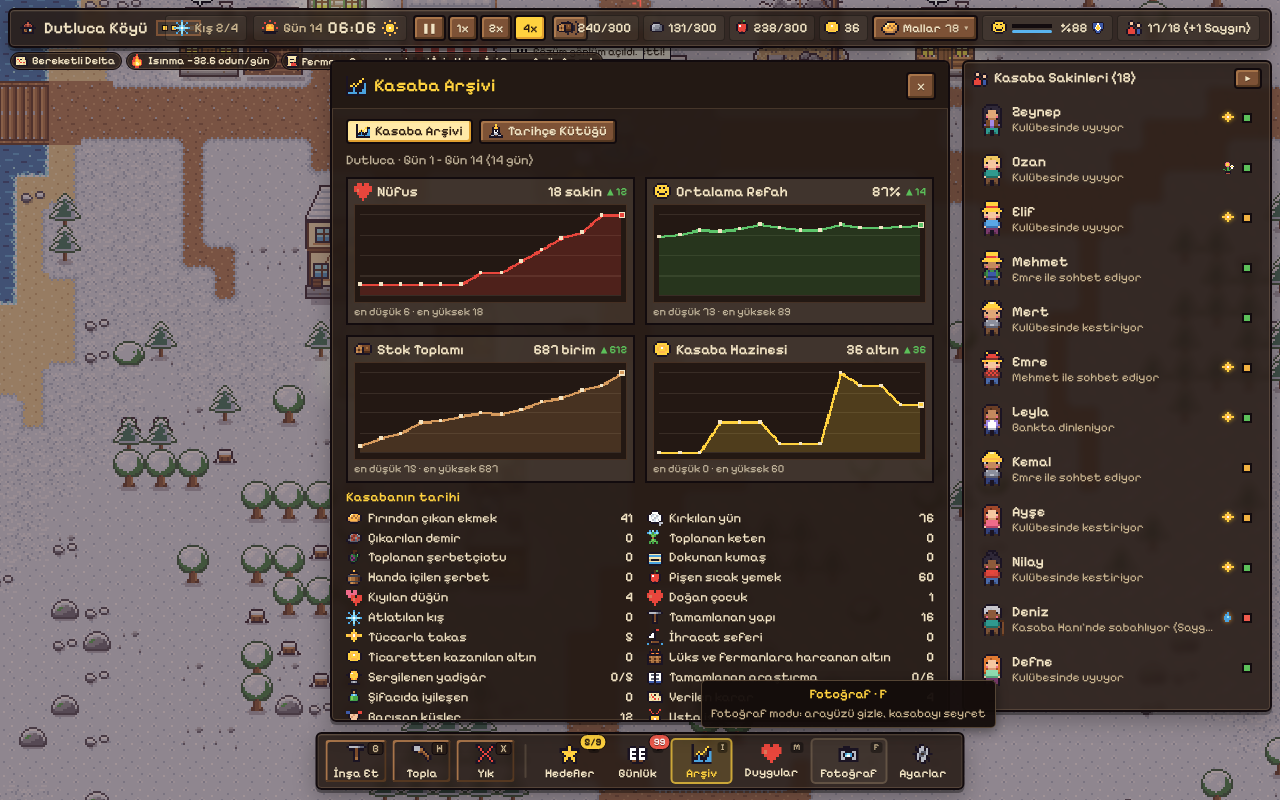 Dutluca Köyü
Kış 2/4
Gün 14 06:06
1x
2x
4x
240/300
131/300
238/300
36
Mallar 78
%88
17/18 (+1 Saygın)
Gereketli Delta
Isınma -32.6 odun/gün
Kasaba Arşivi
×
Kasaba Arşivi
Tarihçe Kütüğü
Dutluca · Gün 1 - Gün 14 (14 gün)
Nüfus
18 sakin ▲12
en düşük 6 · en yüksek 18
Ortalama Refah
87% ▲14
en düşük 73 · en yüksek 89
Stok Toplamı
687 birim ▲612
en düşük 75 · en yüksek 687
Kasaba Hazinesi
36 altın ▲36
en düşük 0 · en yüksek 60
Kasabanın tarihi
Fırından çıkan ekmek 41
Kırkılan yün 76
Çıkarılan demir 0
Toplanan keten 0
Toplanan şerbetçiotu 0
Dokunan kumaş 0
Handa içilen şerbet 0
Pişen sıcak yemek 60
Kıyılan düğün 4
Doğan çocuk 1
Atlatılan kış 0
Tamamlanan yapı 16
Tüccarla takas 5
İhracat seferi 0
Ticaretten kazanılan altın 0
Lüks ve fermanlara harcanan altın 0
Sergilenen yadigâr 0/5
Tamamlanan araştırma 0/6
Şifacıda iyileşen 0
Barışan küsler 12
Kasaba Sakinleri (18)
Zeynep
Kulübesinde uyuyor
Ozan
Kulübesinde uyuyor
Elif
Kulübesinde uyuyor
Mehmet
Emre ile sohbet ediyor
Mert
Kulübesinde kestiriyor
Emre
Mehmet ile sohbet ediyor
Leyla
Bankta dinleniyor
Kemal
Emre ile sohbet ediyor
Ayşe
Kulübesinde kestiriyor
Nilay
Kulübesinde kestiriyor
Deniz
Kasaba Hanı'nde sabahlıyor (Sayg...
Defne
Kulübesinde uyuyor
Fotoğraf · F
Fotoğraf modu: arayüzü gizle, kasabayı seyret
İnşa Et
G
Topla
H
Yık
X
Hedefler
9/9
Günlük
99
Arşiv
I
Duygular
M
Fotoğraf
F
Ayarlar